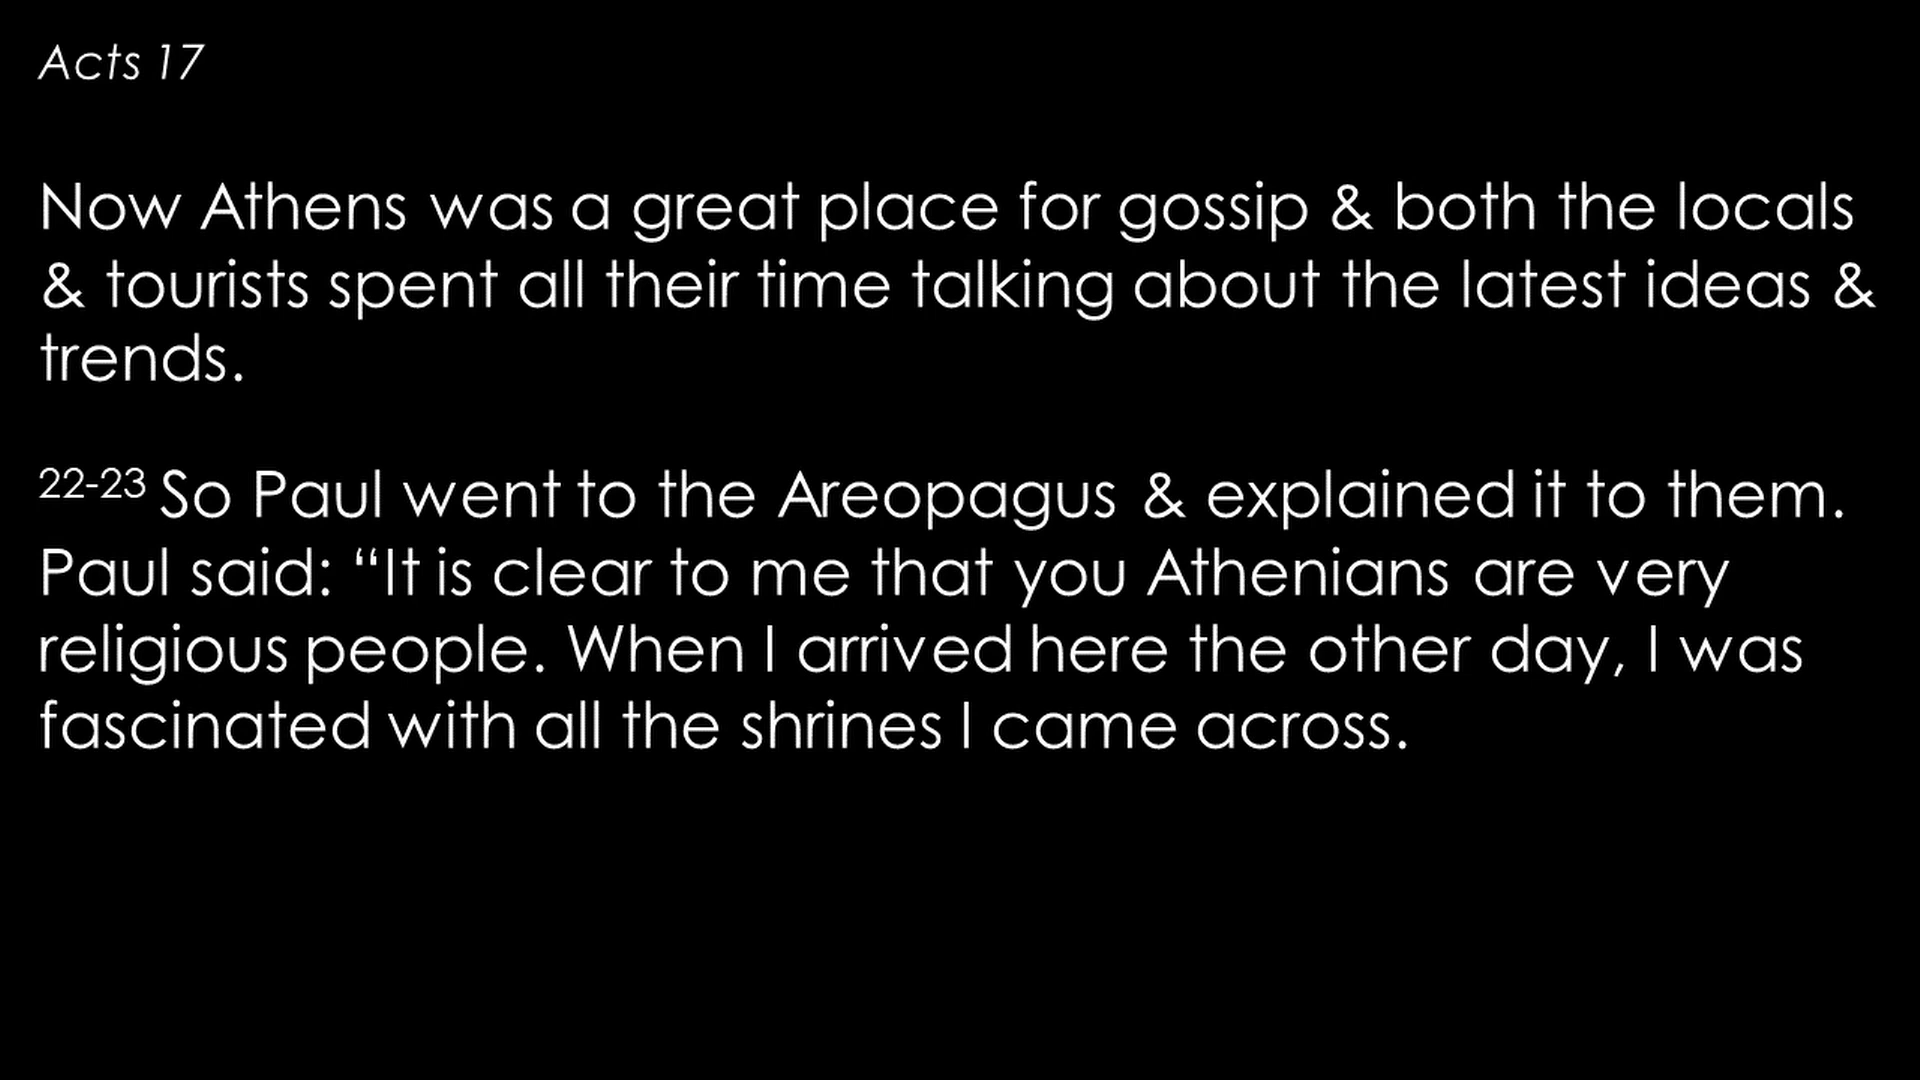 Acts 17
Now Athens was a great place for gossip & both the locals
& tourists spent all their time talking about the latest ideas &
trends.
22-23 So Paul went to the Areopagus & explained it to them.
Paul said: “It is clear to me that you Athenians are very
religious people. When I arrived here the other day, I was
fascinated with all the shrines I came across.